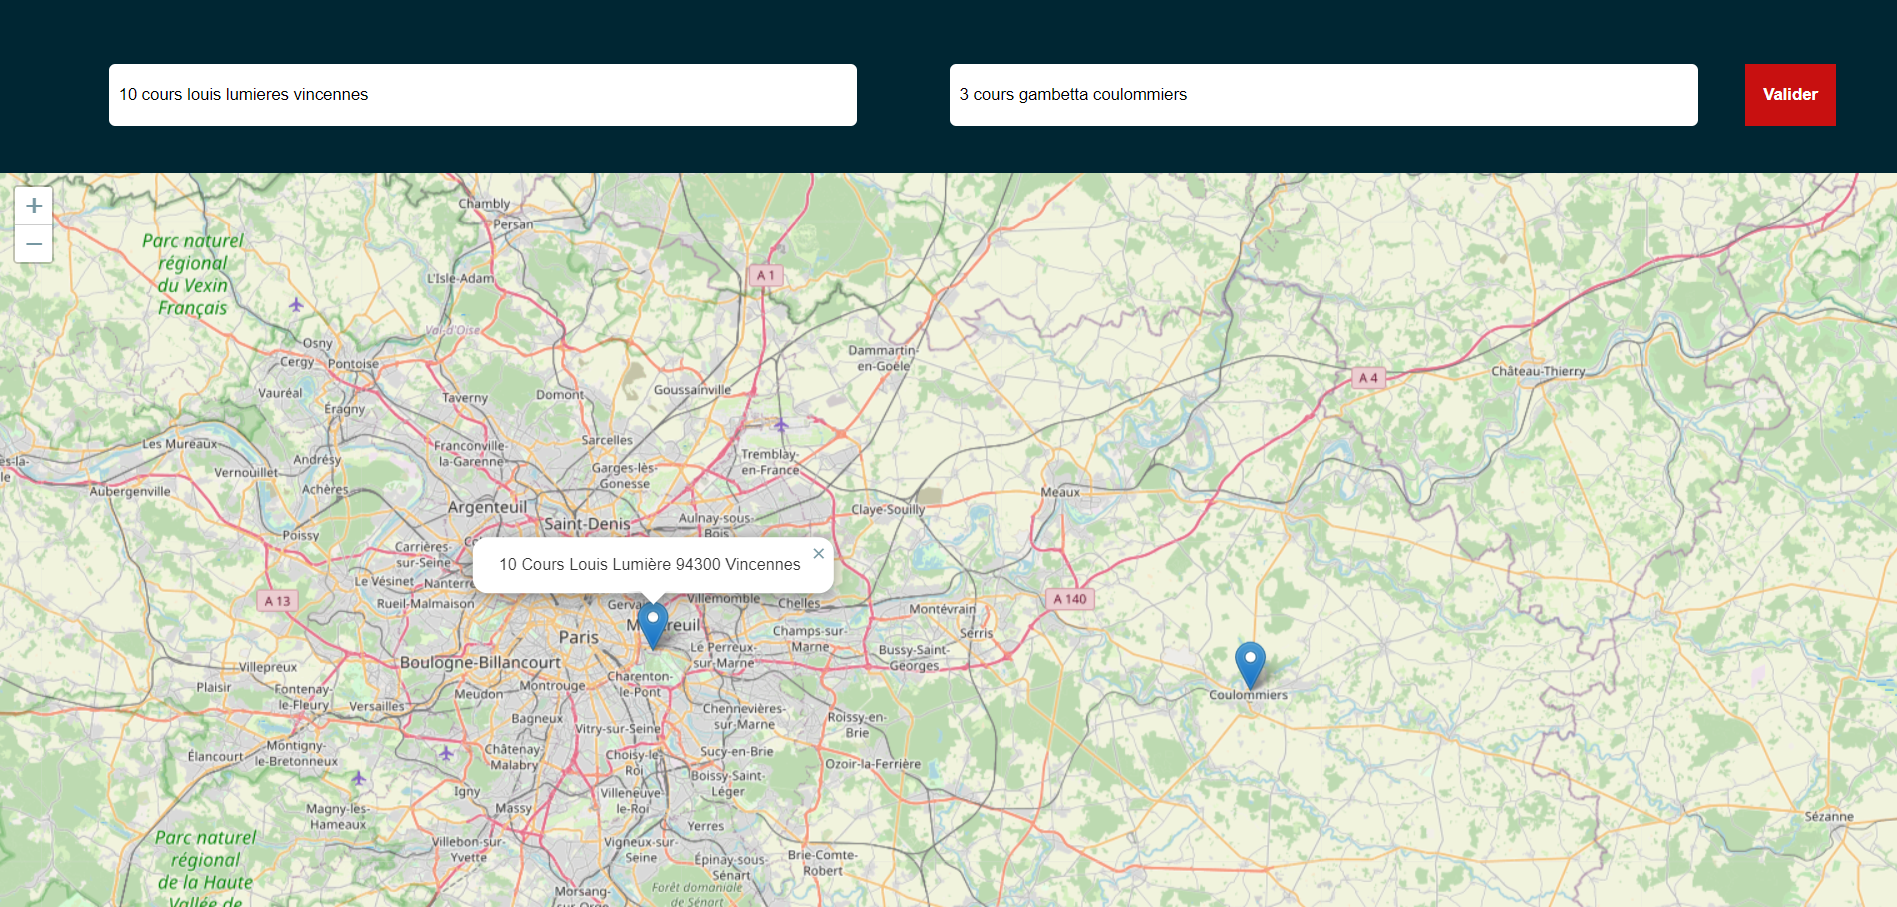 10 cours louis lumieres vincennes
3 cours gambetta coulommiers
Valider
+
−
Chambly
Persan
Parc naturel
régional
du Vexin
Français
L'Isle-Adam
A 1
Val-d'Oise
Osny
Cergy
Pontoise
Dammartin-
en-Goële
Château-Thierry
A 4
Vauréal
Éragny
Taverny
Domont
Goussainville
Les Mureaux
Andrésy
Franconville-
la-Garenne
Sarcelles
Tremblay-
en-France
es-la-
le
Vernouillet
Achères
Garges-lès-
Gonesse
Aubergenville
Meaux
Argenteuil
Saint-Denis
Aulnay-sous-
Bois
Claye-Souilly
Poissy
Carrières-
sur-Seine
10 Cours Louis Lumière 94300 Vincennes
×
Le Vésinet
Nanterre
A 13
Rueil-Malmaison
Villemomble
Chelles
A 140
Montévrain
Paris
Champs-sur-
Marne
Serris
Le Perreux-
sur-Marne
Bussy-Saint-
Georges
Boulogne-Billancourt
Villepreux
Plaisir
Fontenay-
le-Fleury
Versailles
Meudon
Montrouge
Charenton-
le-Pont
Coulommiers
Bagneux
Vitry-sur-Seine
Chennevières-
sur-Marne
Roissy-en-
Brie
Élancourt
Montigny-
le-Bretonneux
Châtenay-
Malabry
Choisy-le-
Roi
Sucy-en-Brie
Ozoir-la-Ferrière
Boissy-Saint-
Léger
Igny
Massy
Villeneuve-
le-Roi
Magny-les-
Hameaux
Yerres
Sézanne
Parc naturel
régional
de la Haute
Vallée de
Villebon-sur-
Yvette
Vigneux-sur-
Seine
Épinay-sous-
Sénart
Brie-Comte-
Robert
Forêt domaniale
de Sénart
Morsang-
sur-Orge